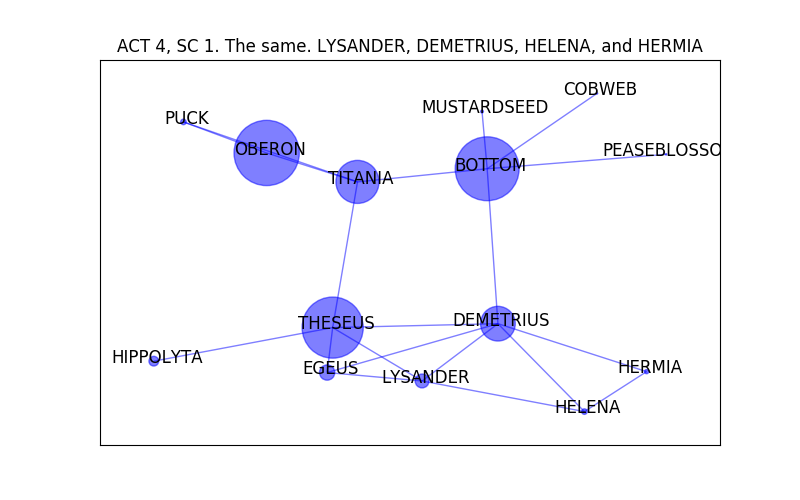 ACT 4, SC 1. The same. LYSANDER, DEMETRIUS, HELENA, and HERMIA
COBWEB
MUSTARDSEED
PUCK
OBERON
PEASEBLOSSO
BOTTOM
TITANIA
DEMETRIUS
THESEUS
HIPPOLYTA
EGEUS
HERMIA
LYSANDER
HELENA